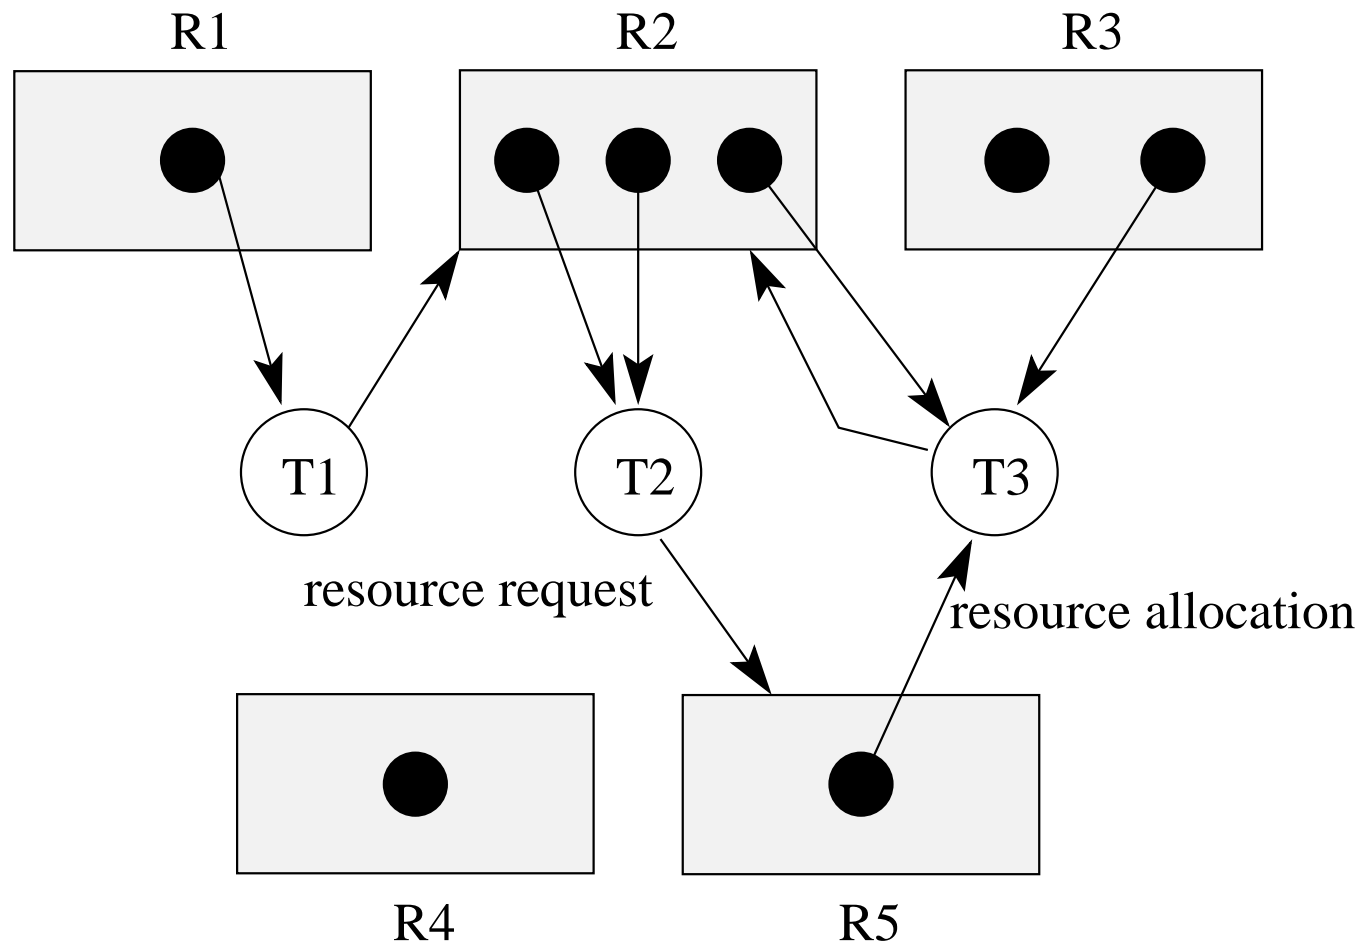 R1
R2
R3
T1
T2
T3
resource request
resource allocation
R4
R5